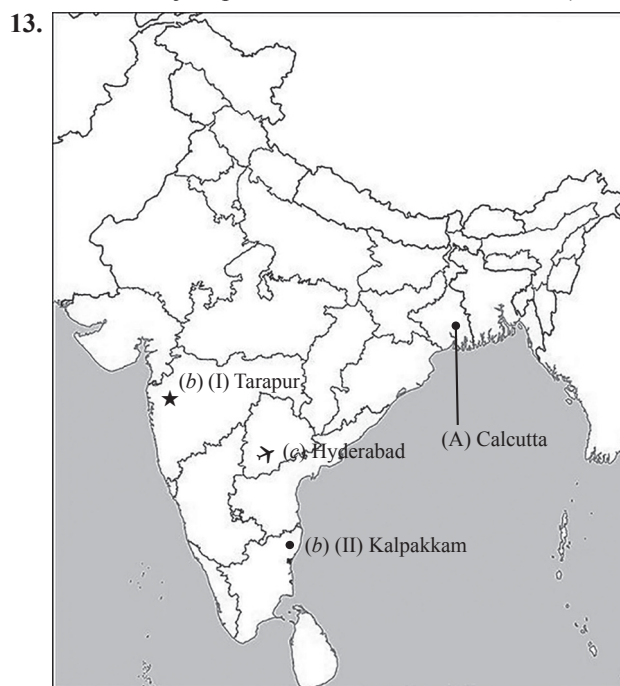 13.
(b) (I) Tarapur
(A) Calcutta
(c) Hyderabad
(b) (II) Kalpakkam